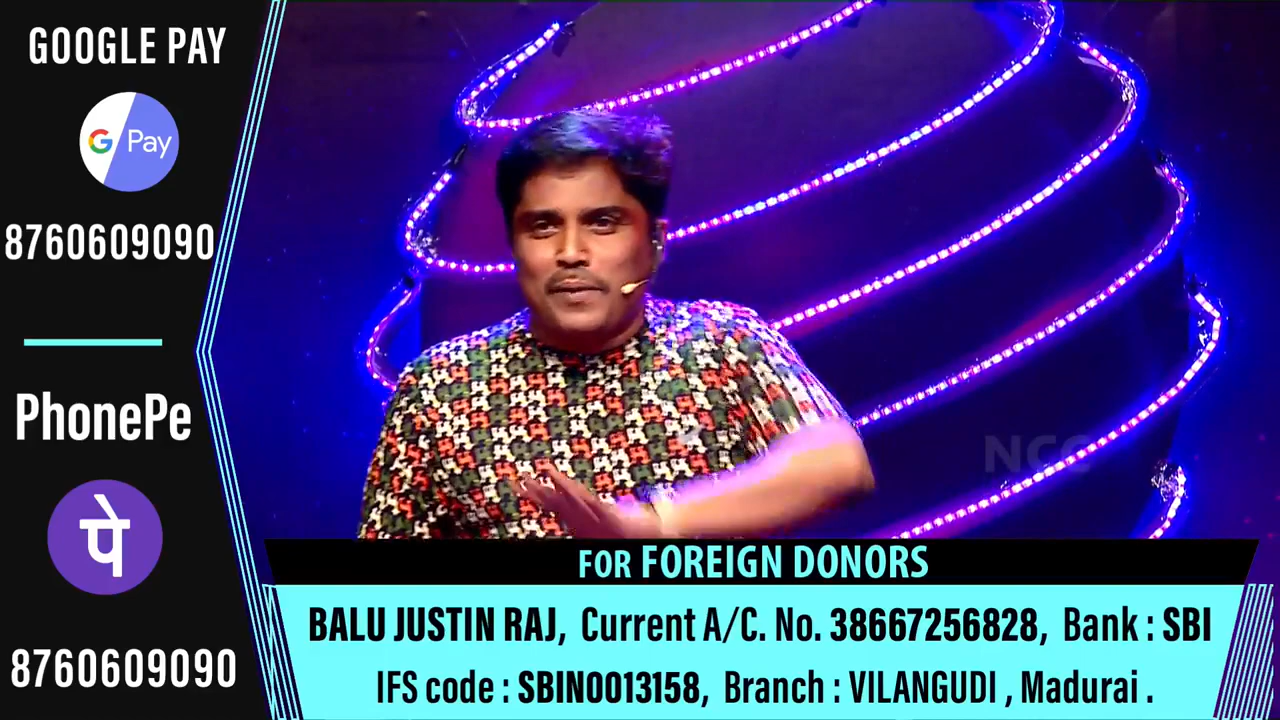 GOOGLE PAY
G Pay
8760609090
PhonePe
पे
8760609090
NCC
FOR FOREIGN DONORS
BALU JUSTIN RAJ, Current A/C. No. 38667256828, Bank : SBI
IFS code : SBIN0013158, Branch : VILANGUDI , Madurai .